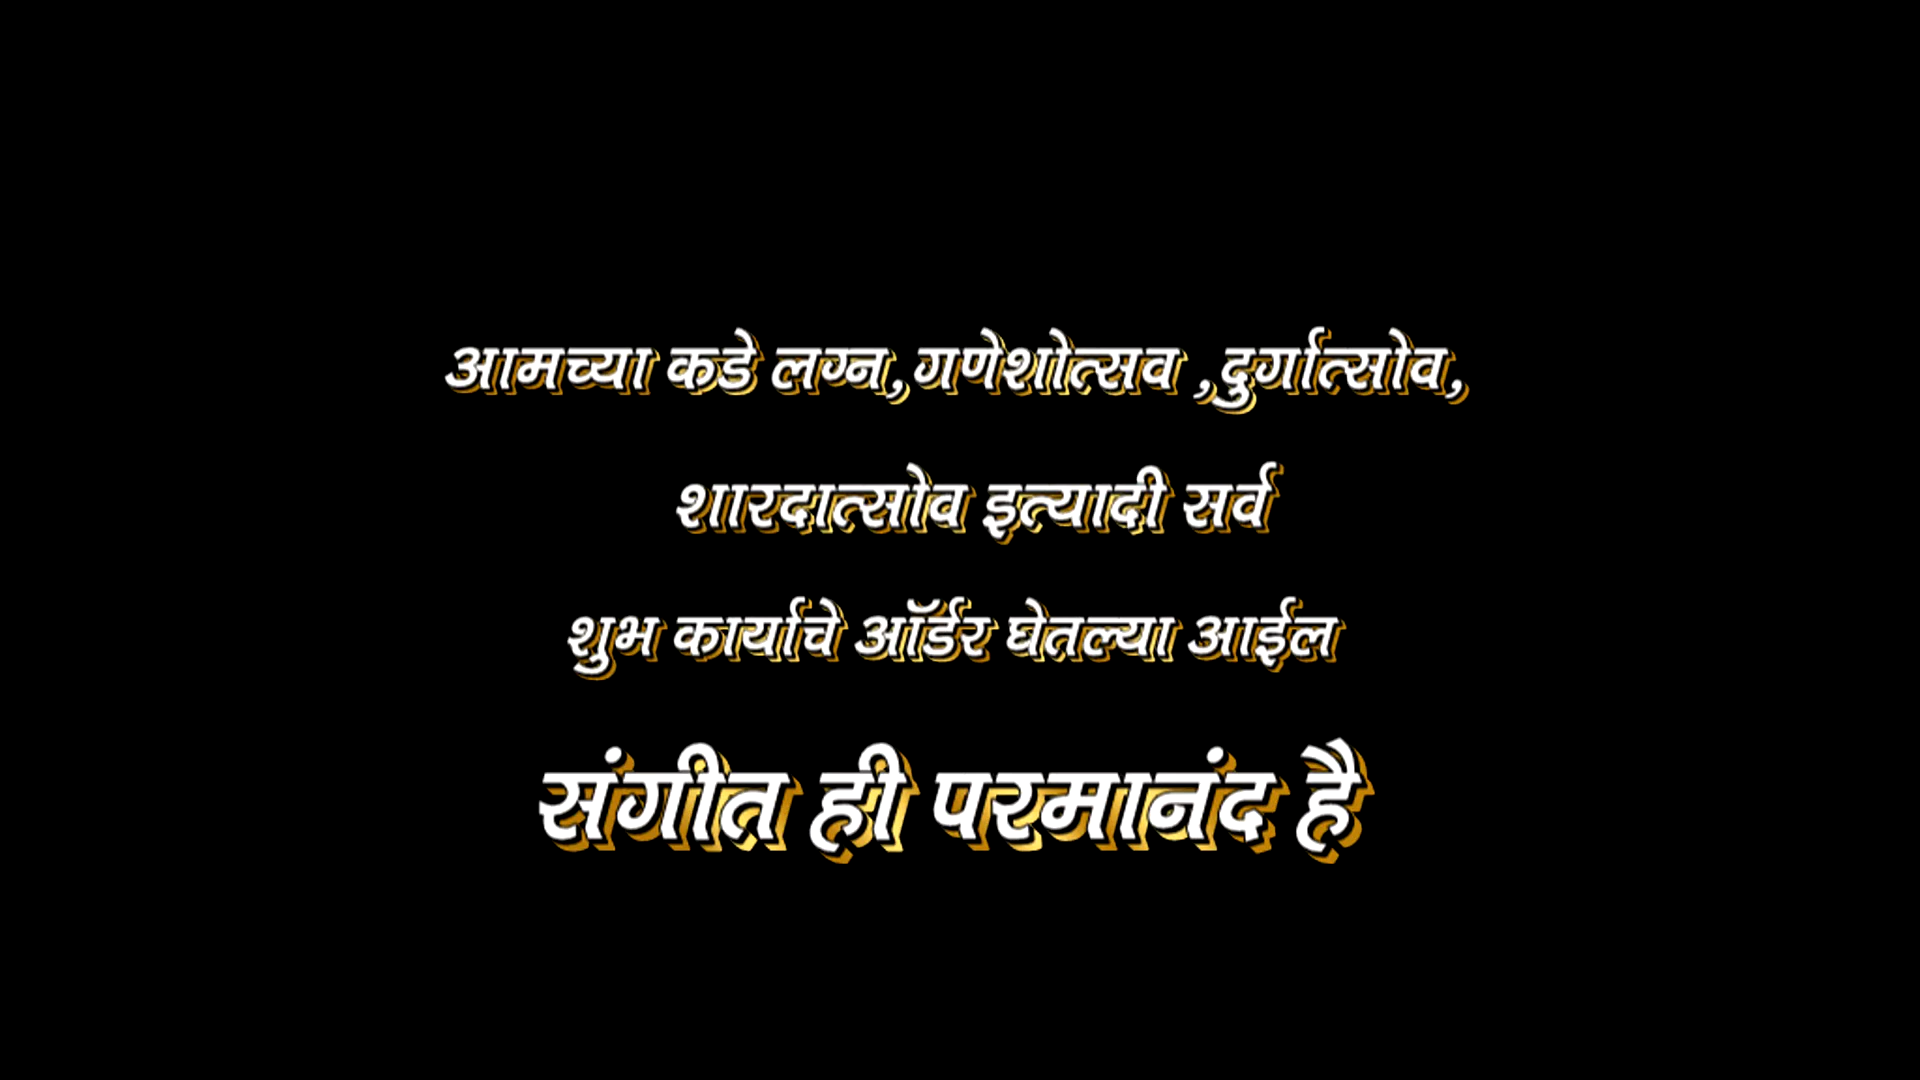 आमच्या कडे लग्न,गणेशोत्सव ,दुर्गात्सोव,
शारदात्सोव इत्यादी सर्व
शुभ कार्याचे ऑर्डर घेतल्या आईल
संगीत ही परमानंद है